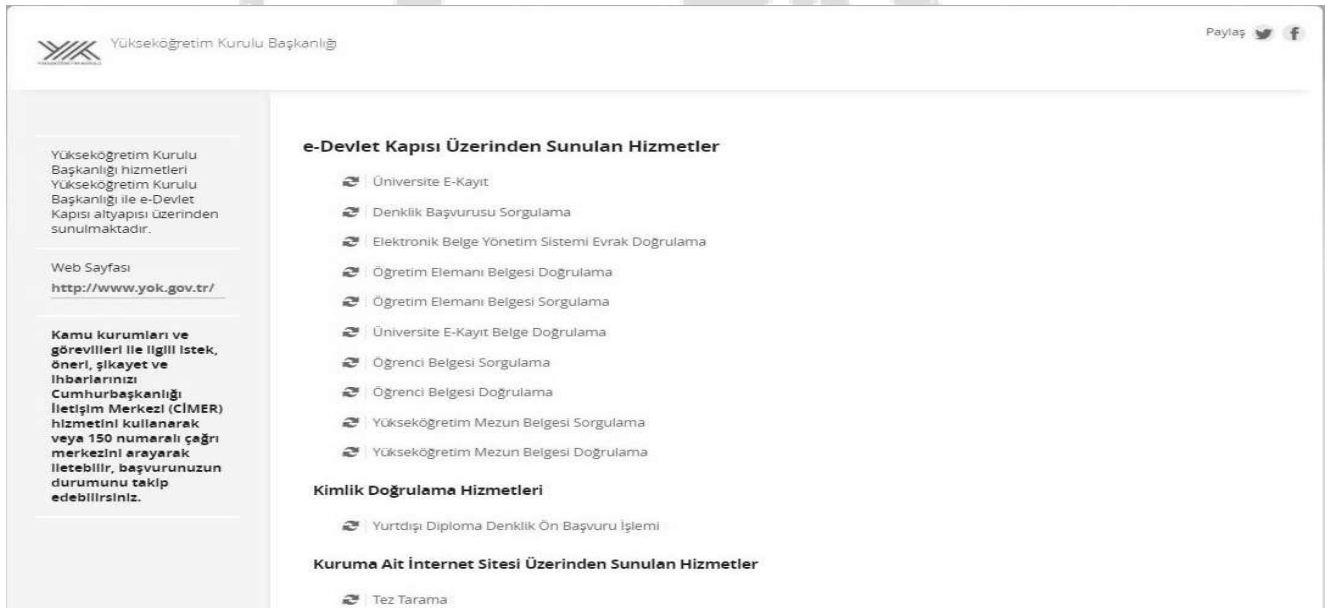 Yükseköğretim Kurulu Başkanlığı
Paylaş
Yükseköğretim Kurulu
Başkanlığı hizmetleri
Yükseköğretim Kurulu
Başkanlığı ile e-Devlet
Kapısı altyapısı üzerinden
sunulmaktadır.
Web Sayfası
http://www.yok.gov.tr/
Kamu kurumları ve
görevlileri ile ilgili istek,
öneri, şikayet ve
ihbarlarınızı
Cumhurbaşkanlığı
İletişim Merkezi (CİMER)
hizmetini kullanarak
veya 150 numaralı çağrı
merkezini arayarak
iletebilir, başvurunuzun
durumunu takip
edebilirsiniz.
e-Devlet Kapısı Üzerinden Sunulan Hizmetler
Üniversite E-Kayıt
Denklik Başvurusu Sorgulama
Elektronik Belge Yönetim Sistemi Evrak Doğrulama
Öğretim Elemanı Belgesi Doğrulama
Öğretim Elemanı Belgesi Sorgulama
Üniversite E-Kayıt Belge Doğrulama
Öğrenci Belgesi Sorgulama
Öğrenci Belgesi Doğrulama
Yükseköğretim Mezun Belgesi Sorgulama
Yükseköğretim Mezun Belgesi Doğrulama
Kimlik Doğrulama Hizmetleri
Yurtdışı Diploma Denklik Ön Başvuru İşlemi
Kuruma Ait İnternet Sitesi Üzerinden Sunulan Hizmetler
Tez Tarama